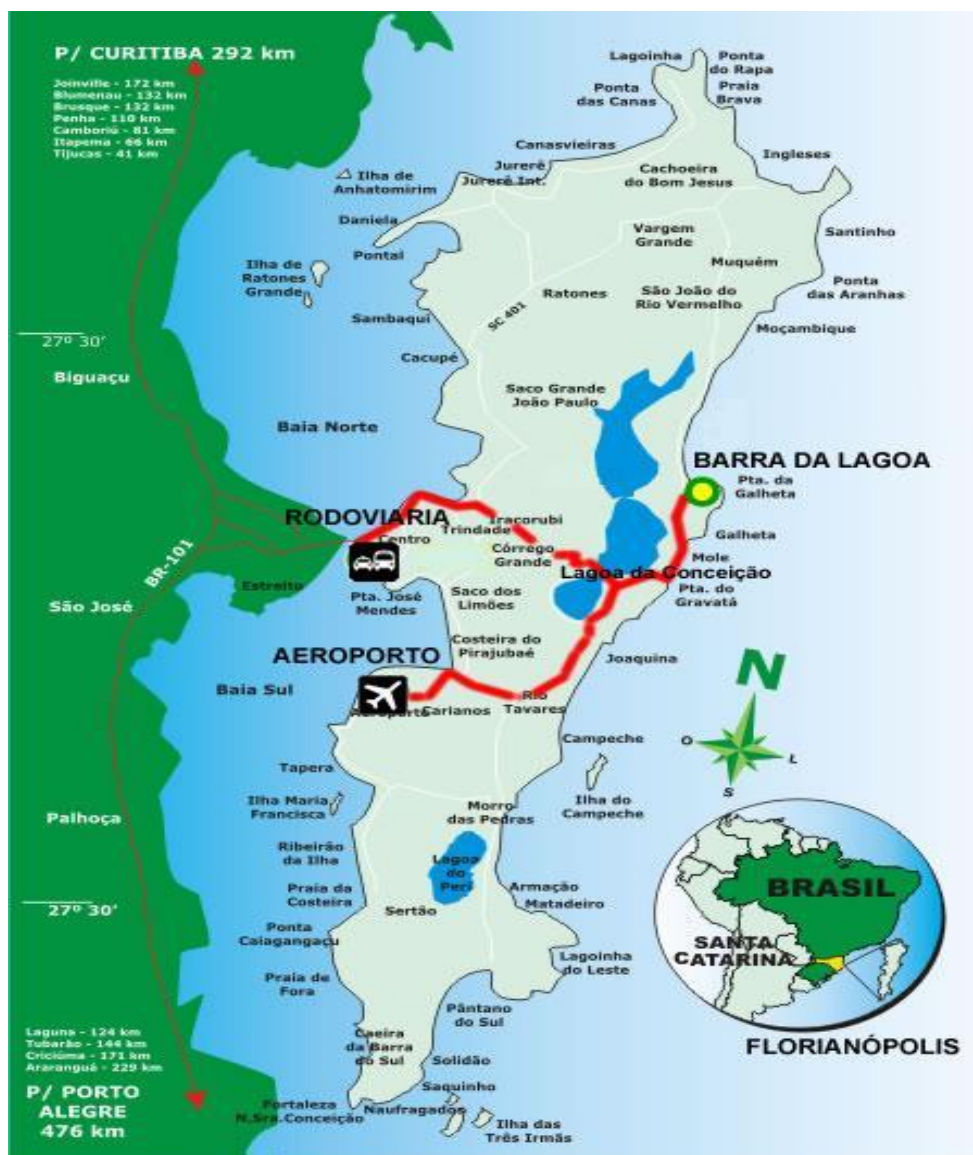 P/ CURITIBA 292 km
Joinville - 172 km
Blumenau - 132 km
Brusque - 132 km
Penha - 110 km
Camboriú - 81 km
Itapema - 66 km
Tijucas - 41 km
Lagoinha
Ponta
do Rapa
Ponta
das Canas
Praia
Brava
Canasvieiras
Ingleses
Jurerê
Jurerê Int.
Cachoeira
do Bom Jesus
Ilha de
Anhatomirim
Daniela
Pontal
Vargem
Grande
Santinho
Muquém
Ilha de
Ratones
Grande
Ratones
São João do
Rio Vermelho
Ponta
das Aranhas
Sambaqui
SC 401
Moçambique
27º 30'
Cacupé
Biguaçu
Saco Grande
João Paulo
Baia Norte
BARRA DA LAGOA
Pta. da
Galheta
RODOVIARIA
Iracorubi
Trindade
Centro
Galheta
Córrego
Grande
Mole
BR-101
Lagoa da Conceição
Estreito
Pta. José
Mendes
Saco dos
Limões
Pta. do
Gravatá
São José
Costeira do
Pirajubaé
AEROPORTO
Joaquina
Baia Sul
Aeroporto
Carianos
Rio
Tavares
N
O
L
S
Campeche
Tapera
Ilha Maria
Francisca
Ilha do
Campeche
Morro
das Pedras
Palhoça
Ribeirão
da Ilha
Lagoa
do
Peri
Praia da
Costeira
Armação
Matadeiro
27º 30'
Sertão
Ponta
Caiagangaçu
Lagoinha
do Leste
Praia de
Fora
BRASIL
SANTA
CATARINA
Pântano
do Sul
FLORIANÓPOLIS
Laguna - 124 km
Tubarão - 144 km
Criciúma - 171 km
Araranguá - 229 km
Caeira
da Barra
do Sul
Solidão
Saquinho
P/ PORTO
ALEGRE
476 km
Fortaleza
N.Sra.Conceição
Naufragados
Ilha das
Três Irmãs